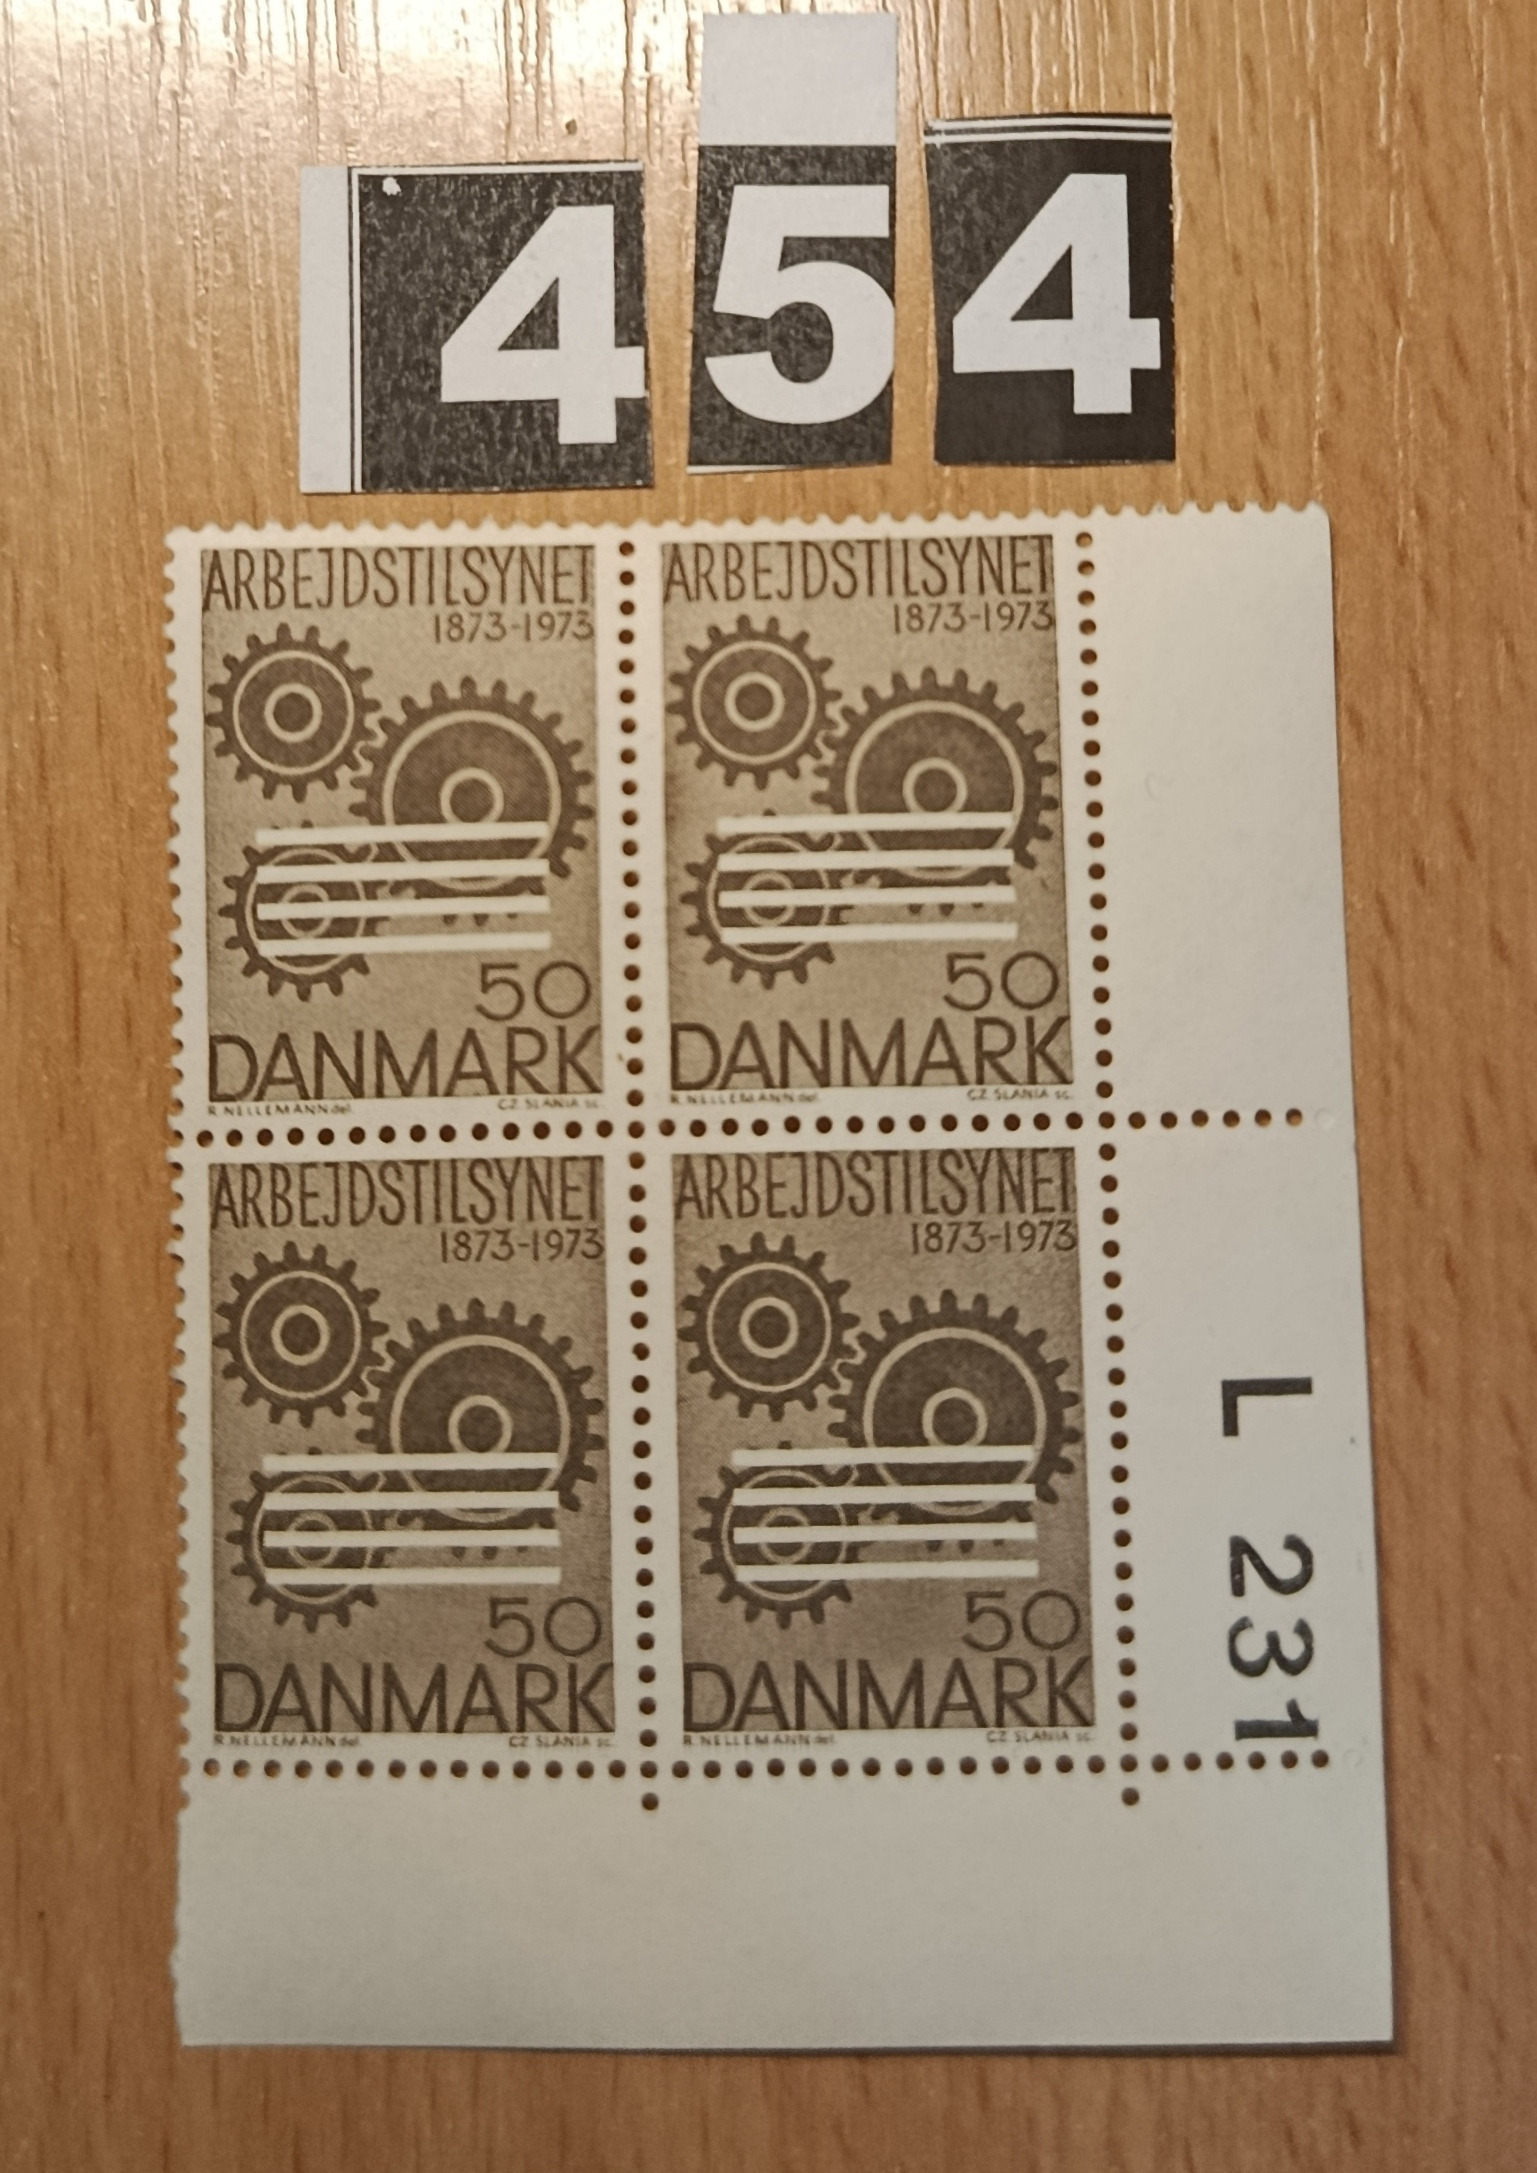 454
ARBEJDSTILSYNET
1873-1973
50
DANMARK
R. NELLEMANN del.
CZ. SLANIA sc.
ARBEJDSTILSYNET
1873-1973
50
DANMARK
R. NELLEMANN del.
CZ. SLANIA sc.
ARBEJDSTILSYNET
1873-1973
50
DANMARK
R. NELLEMANN del.
CZ. SLANIA sc.
ARBEJDSTILSYNET
1873-1973
50
DANMARK
R. NELLEMANN del.
CZ. SLANIA sc.
L 231